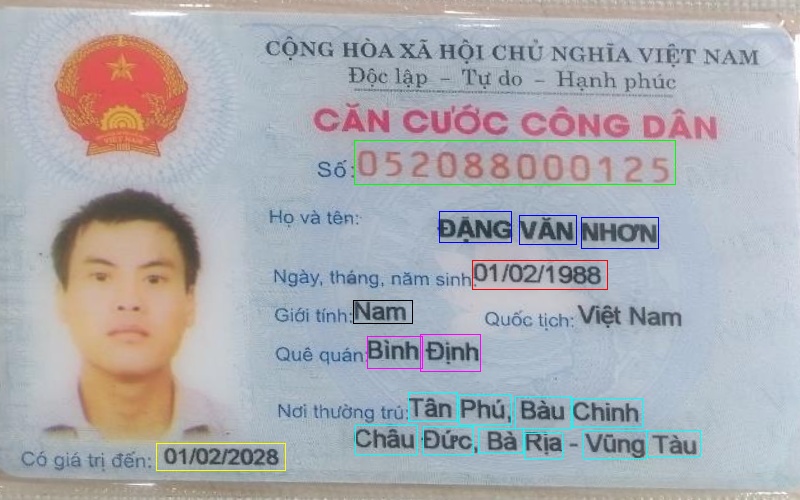 CỘNG HÒA XÃ HỘI CHỦ NGHĨA VIỆT NAM
Độc lập – Tự do – Hạnh phúc
CĂN CƯỚC CÔNG DÂN
Số: 052088000125
Họ và tên: ĐẶNG VĂN NHƠN
Ngày, tháng, năm sinh: 01/02/1988
Giới tính: Nam Quốc tịch: Việt Nam
Quê quán: Bình Định
Nơi thường trú: Tân Phú, Bàu Chinh
Châu Đức, Bà Rịa - Vũng Tàu
Có giá trị đến: 01/02/2028